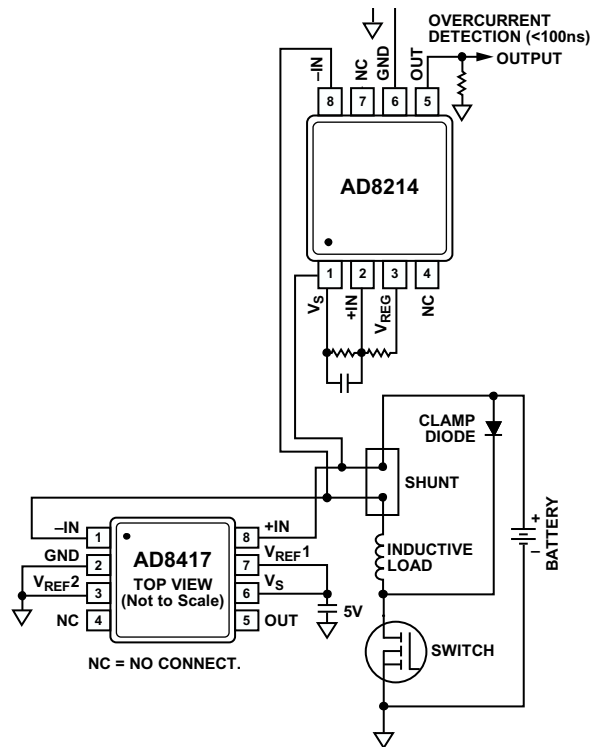 OVERCURRENT
DETECTION (<100ns)
OUTPUT
–IN
NC
GND
OUT
8
7
6
5
AD8214
1
2
3
4
VS
+IN
VREG
NC
CLAMP
DIODE
SHUNT
BATTERY
+
–
INDUCTIVE
LOAD
SWITCH
–IN
1
8
+IN
GND
2
AD8417
7
VREF1
VREF2
3
TOP VIEW
(Not to Scale)
6
VS
NC
4
5
OUT
5V
NC = NO CONNECT.